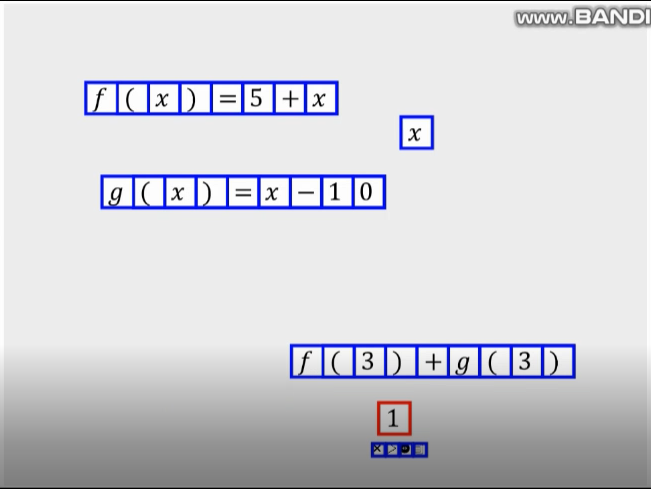 www.BANDI
f(x)=5+x
x
g(x)=x-10
f(3)+g(3)
1